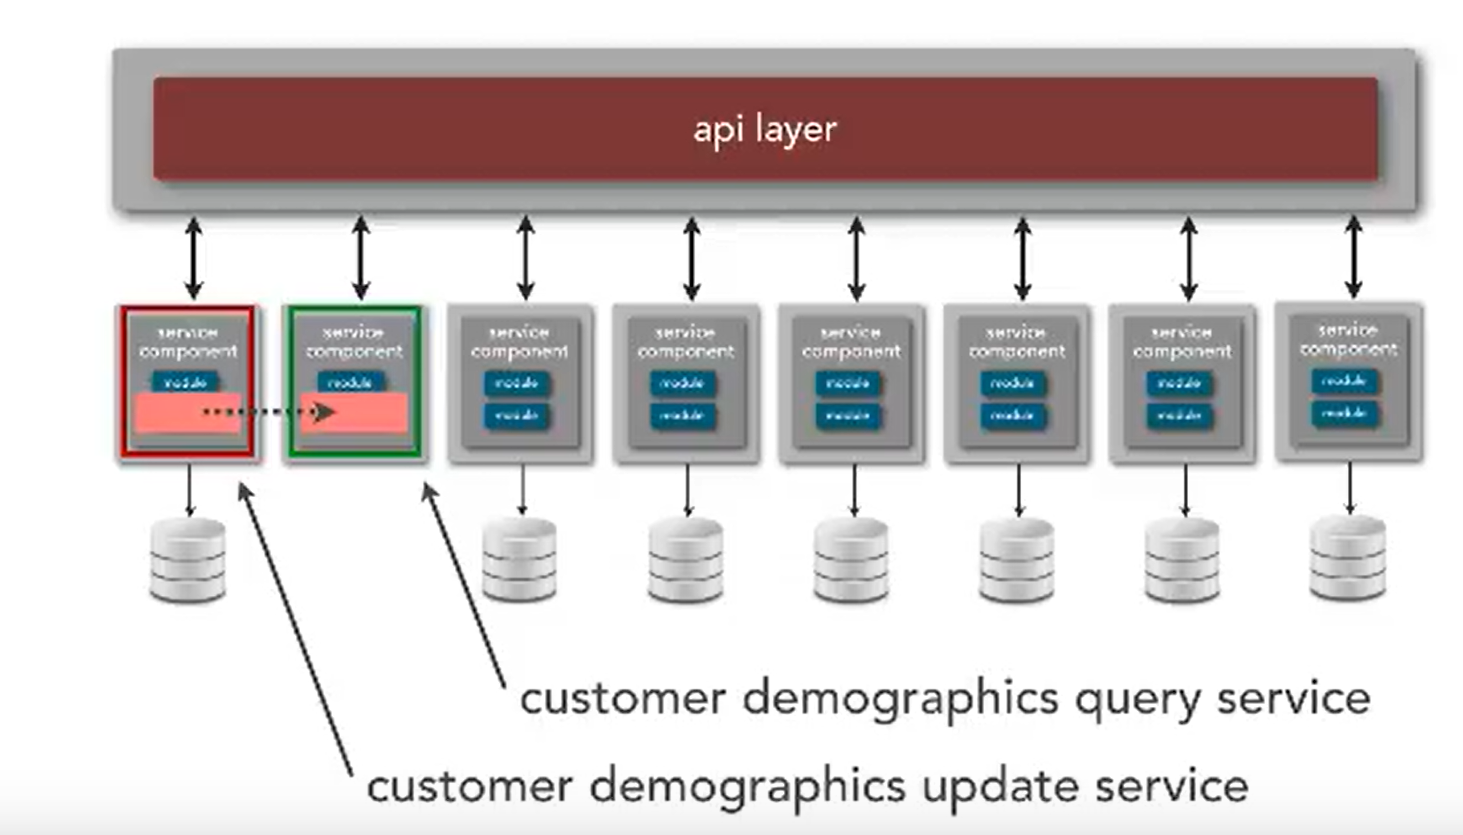 api layer
service
component
module
service
component
module
service
component
module
module
service
component
module
module
service
component
module
module
service
component
module
module
service
component
module
module
service
component
module
module
customer demographics query service
customer demographics update service